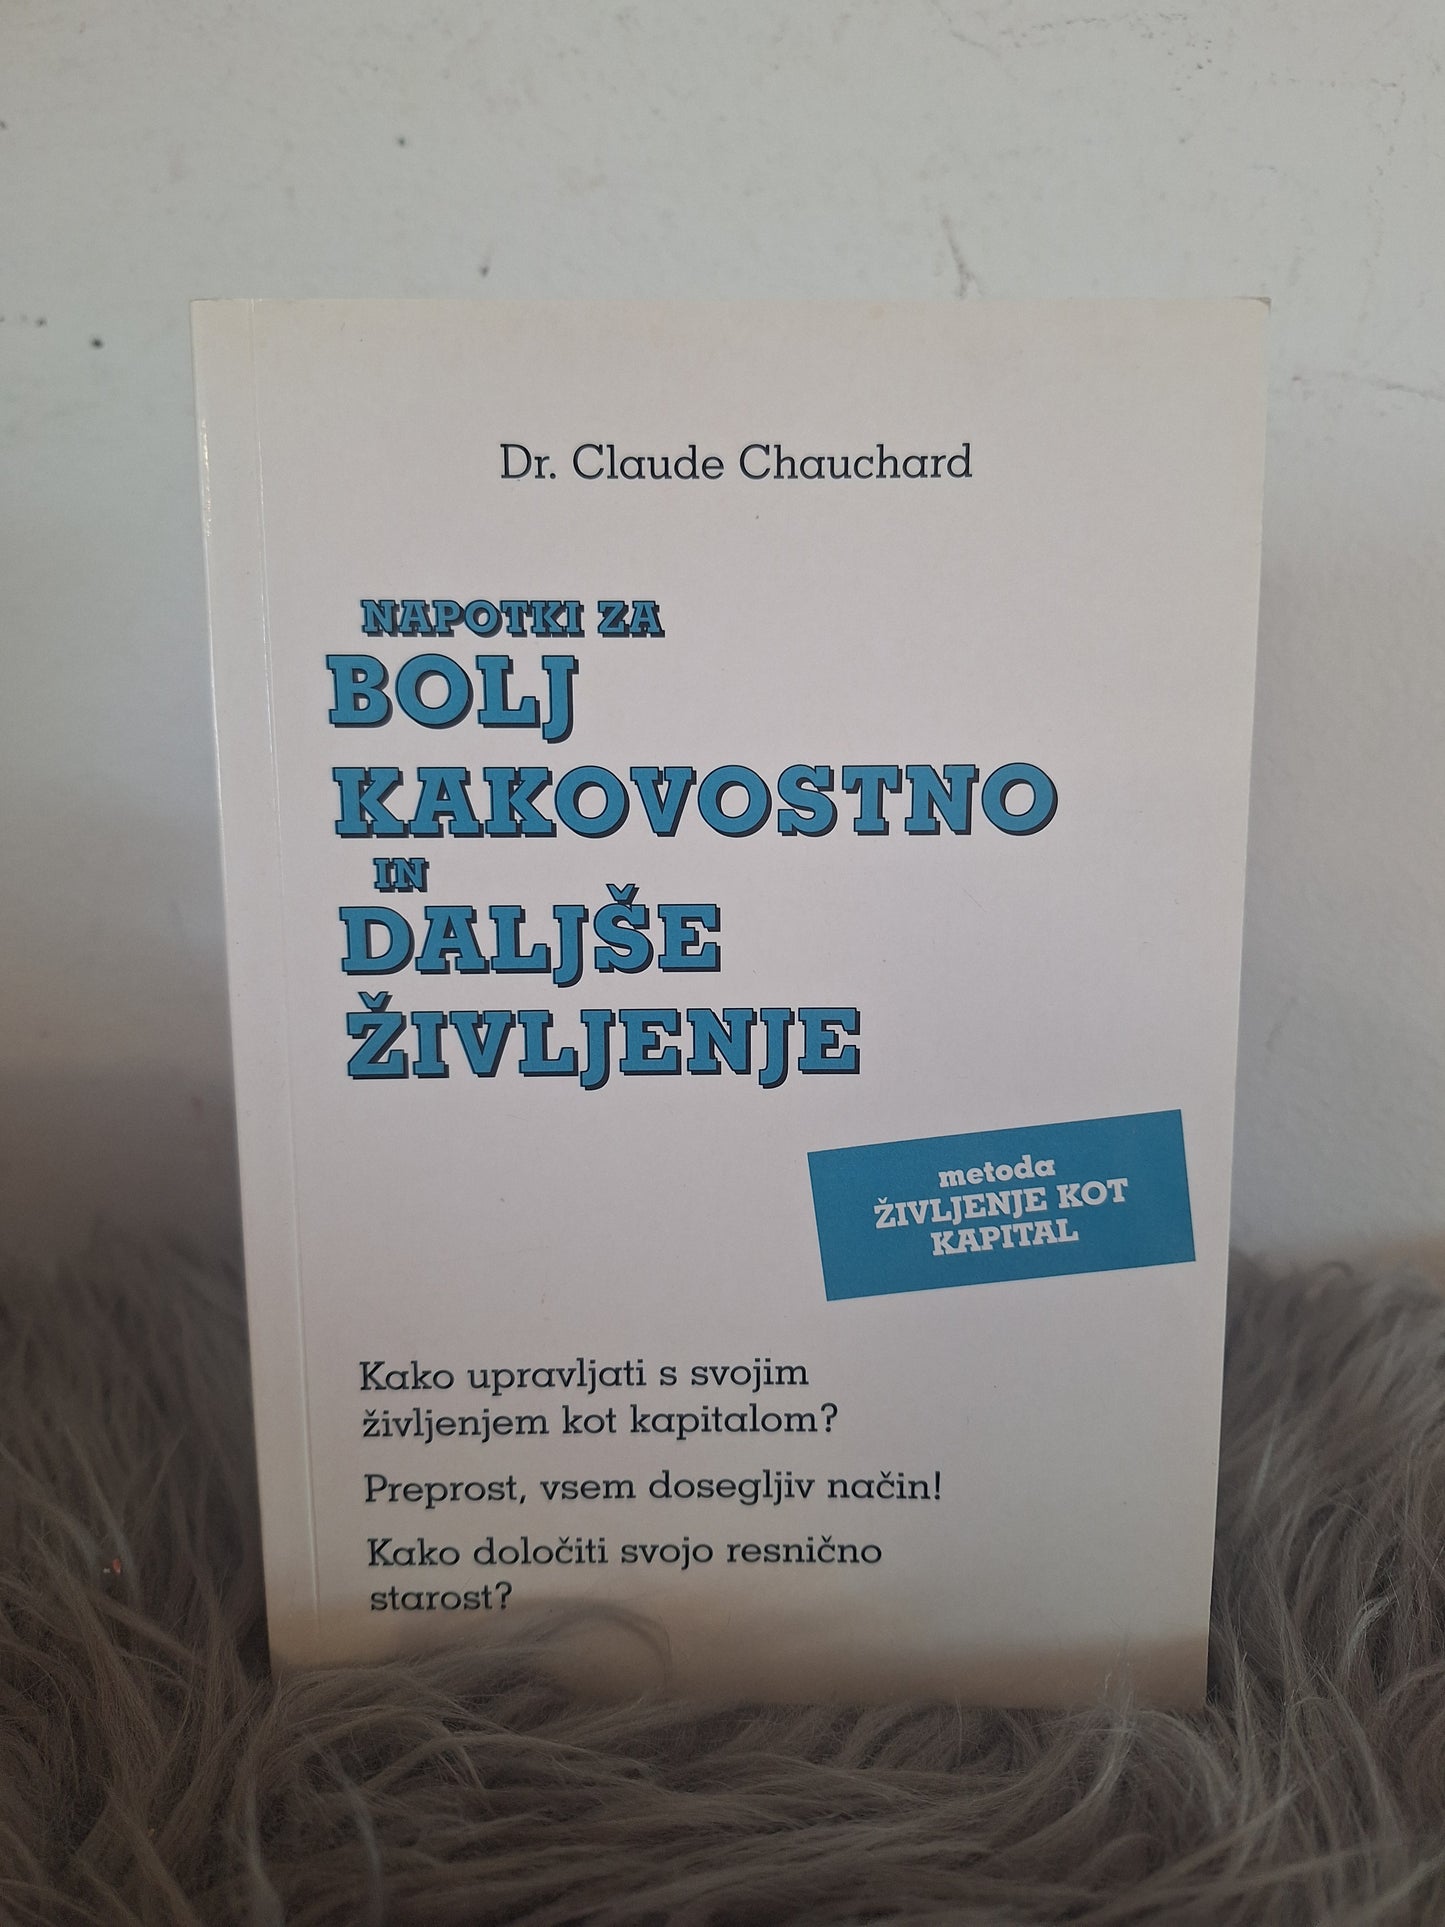 Dr. Claude Chauchard
NAPOTKI ZA
BOLJ
KAKOVOSTNO
IN
DALJŠE
ŽIVLJENJE
metoda
ŽIVLJENJE KOT
KAPITAL
Kako upravljati s svojim
življenjem kot kapitalom?
Preprost, vsem dosegljiv način!
Kako določiti svojo resnično
starost?